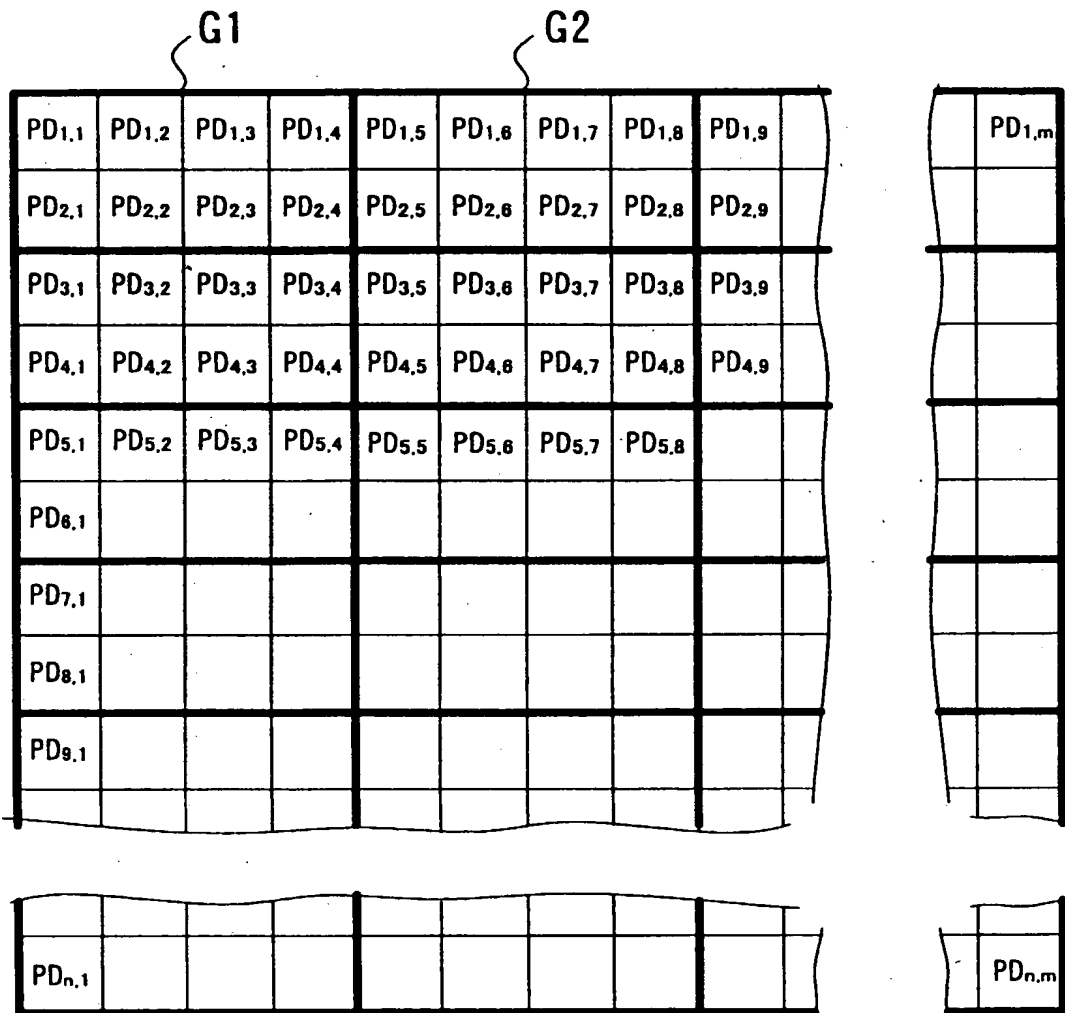 G1 G2
PD1,1 PD1,2 PD1,3 PD1,4 PD1,5 PD1,6 PD1,7 PD1,8 PD1,9 PD1,m
PD2,1 PD2,2 PD2,3 PD2,4 PD2,5 PD2,6 PD2,7 PD2,8 PD2,9
PD3,1 PD3,2 PD3,3 PD3,4 PD3,5 PD3,6 PD3,7 PD3,8 PD3,9
PD4,1 PD4,2 PD4,3 PD4,4 PD4,5 PD4,6 PD4,7 PD4,8 PD4,9
PD5,1 PD5,2 PD5,3 PD5,4 PD5,5 PD5,6 PD5,7 PD5,8
PD6,1
PD7,1
PD8,1
PD9,1
PDn,1 PDn,m